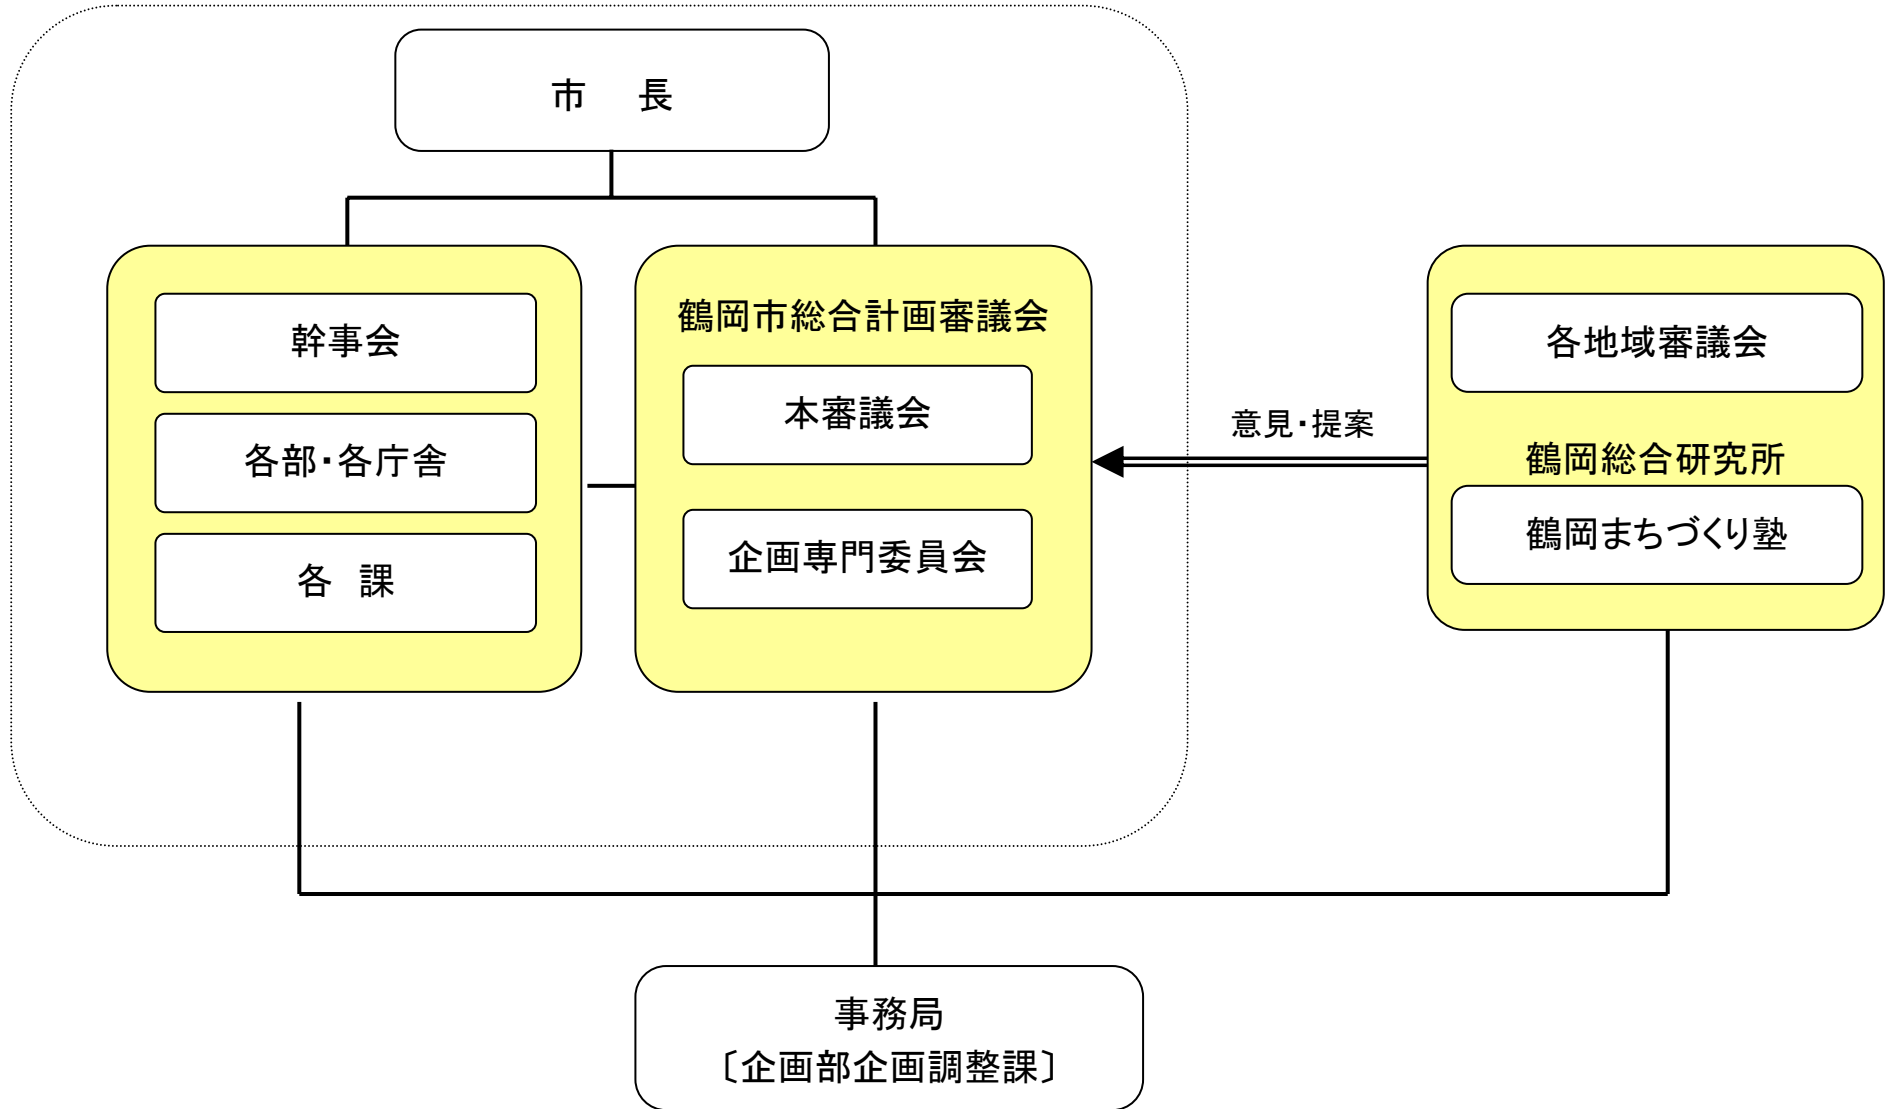 市　長
幹事会
各部・各庁舎
各　課
鶴岡市総合計画審議会
本審議会
企画専門委員会
意見・提案
各地域審議会
鶴岡総合研究所
鶴岡まちづくり塾
事務局
〔企画部企画調整課〕